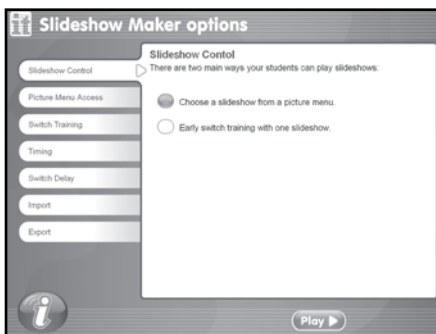 it Slideshow Maker options
Slideshow Contol
There are two main ways your students can play slideshows:
Choose a slideshow from a picture menu.
Early switch training with one slideshow.
Slideshow Control
Picture Menu Access
Switch Training
Timing
Switch Delay
Import
Export
i
Play